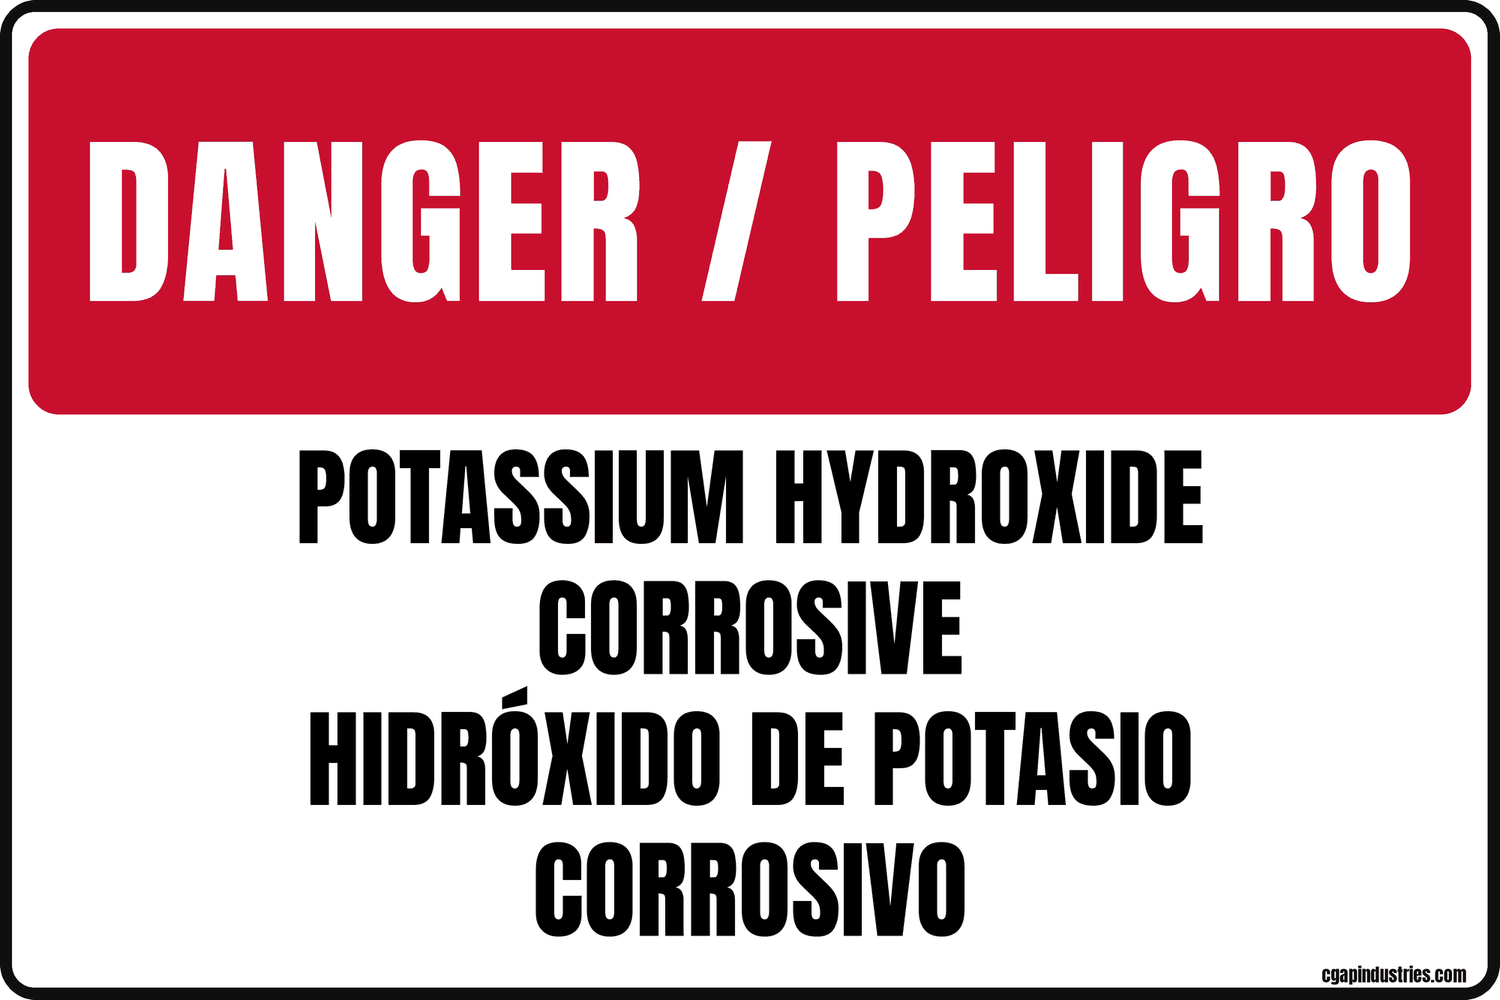 DANGER / PELIGRO
POTASSIUM HYDROXIDE
CORROSIVE
HIDRÓXIDO DE POTASIO
CORROSIVO
cgapindustries.com